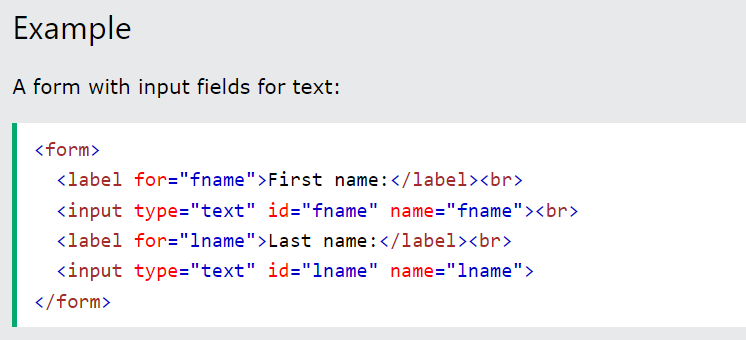 Example
A form with input fields for text:
<form>
  <label for="fname">First name:</label><br>
  <input type="text" id="fname" name="fname"><br>
  <label for="lname">Last name:</label><br>
  <input type="text" id="lname" name="lname">
</form>